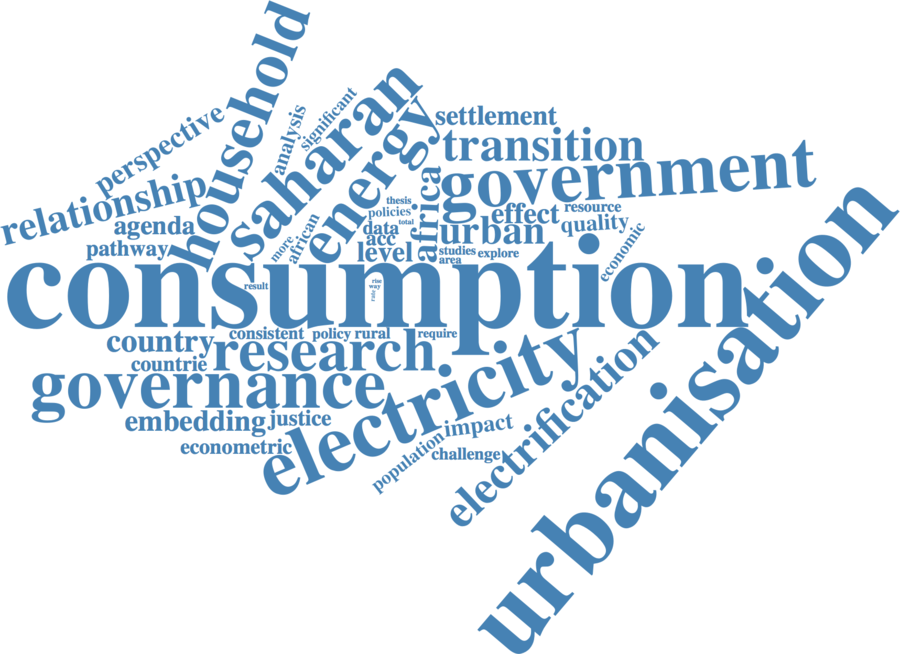 household
perspective
analysis
significant
saharan
energy
settlement
transition
government
relationship
agenda
pathway
thesis
policies
total
data
acc
level
africa
more
african
effect
resource
quality
urban
economic
studies
explore
area
consumption
result
rise
way
rate
urbanisation
country
consistent
policy
rural
require
research
countrie
governance
electricity
electrification
embedding
justice
econometric
impact
population
challenge